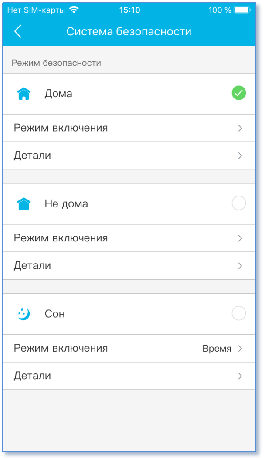 Нет SIM-карты 15:10 100 %
Система безопасности
Режим безопасности
Дома
Режим включения
Детали
Не дома
Режим включения
Детали
Сон
Режим включения Время
Детали